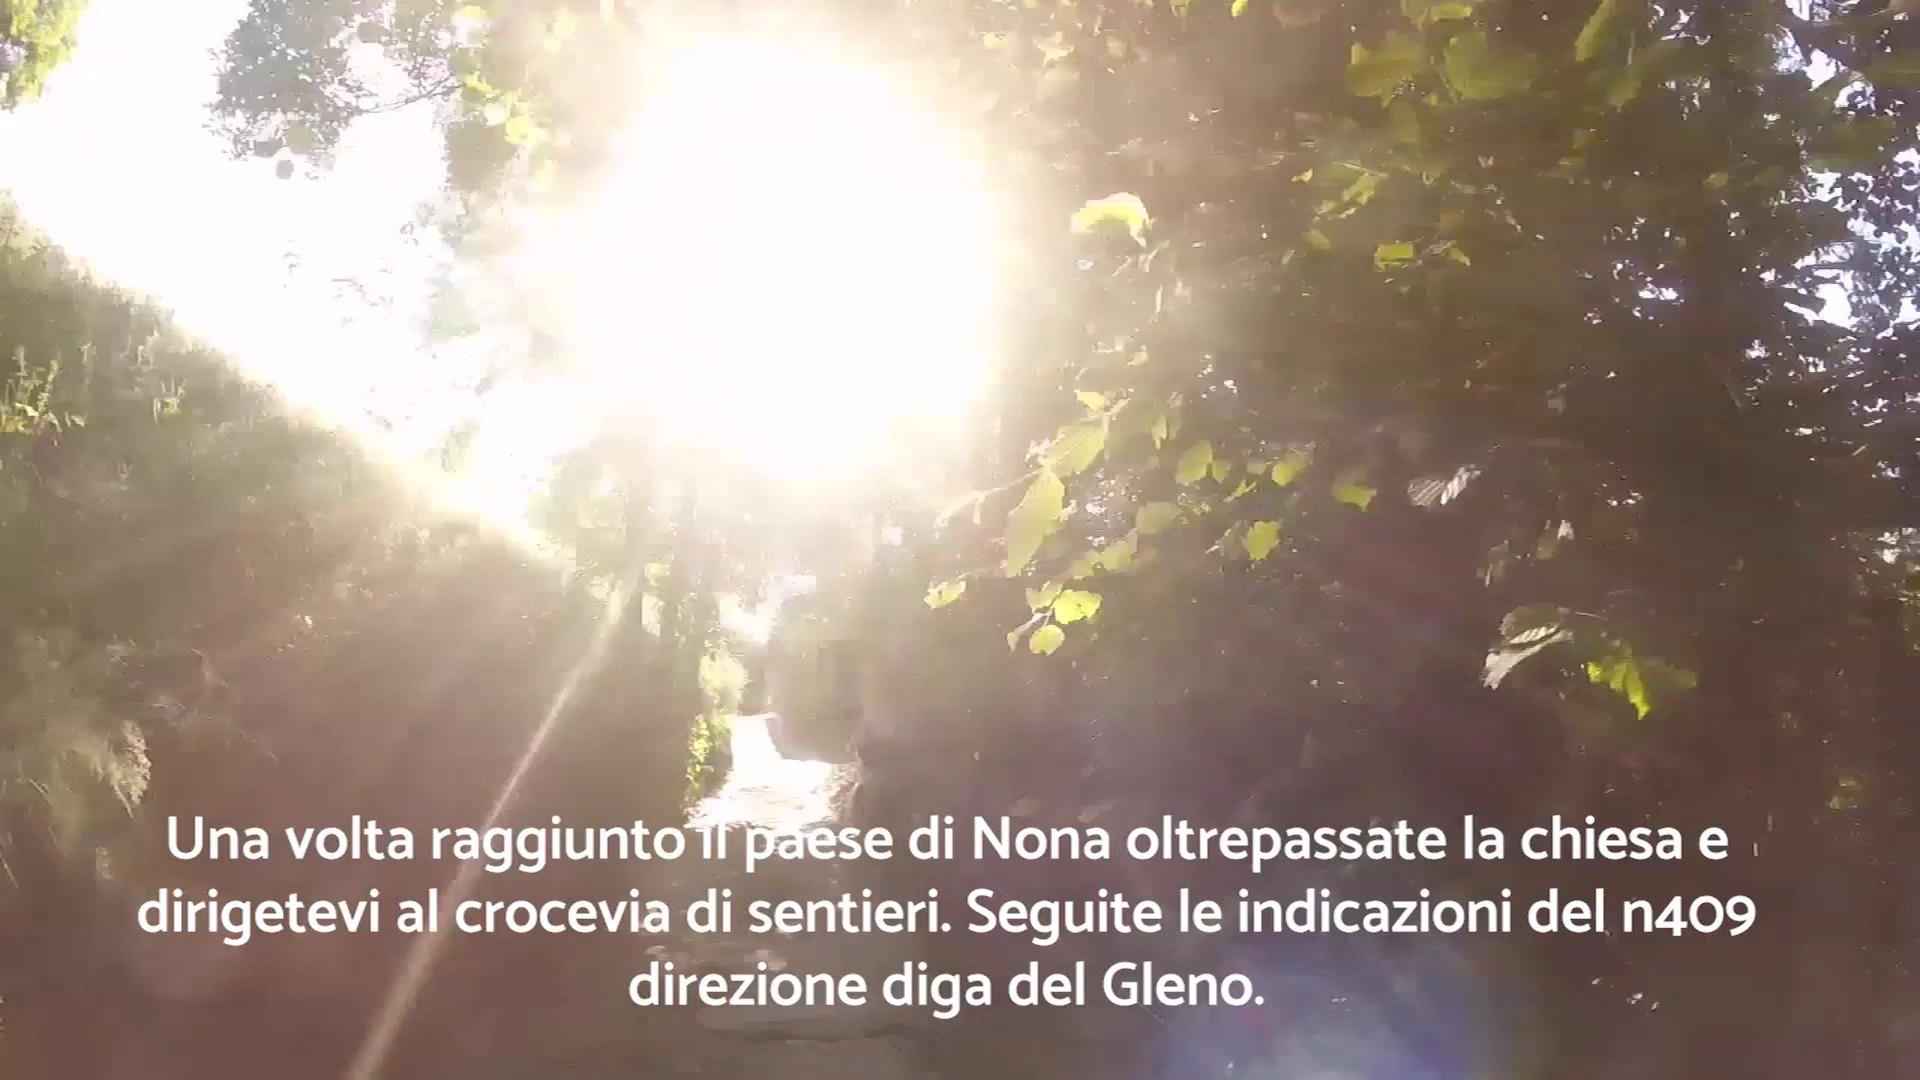 Una volta raggiunto il paese di Nona oltrepassate la chiesa e
dirigetevi al crocevia di sentieri. Seguite le indicazioni del n409
direzione diga del Gleno.